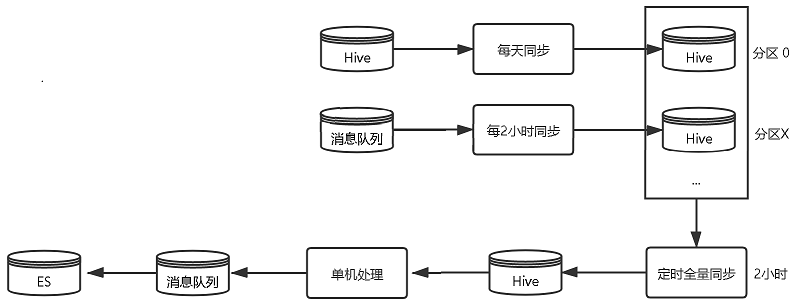 Hive
每天同步
Hive
分区 0
消息队列
每2小时同步
Hive
分区X
...
ES
消息队列
单机处理
Hive
定时全量同步
2小时